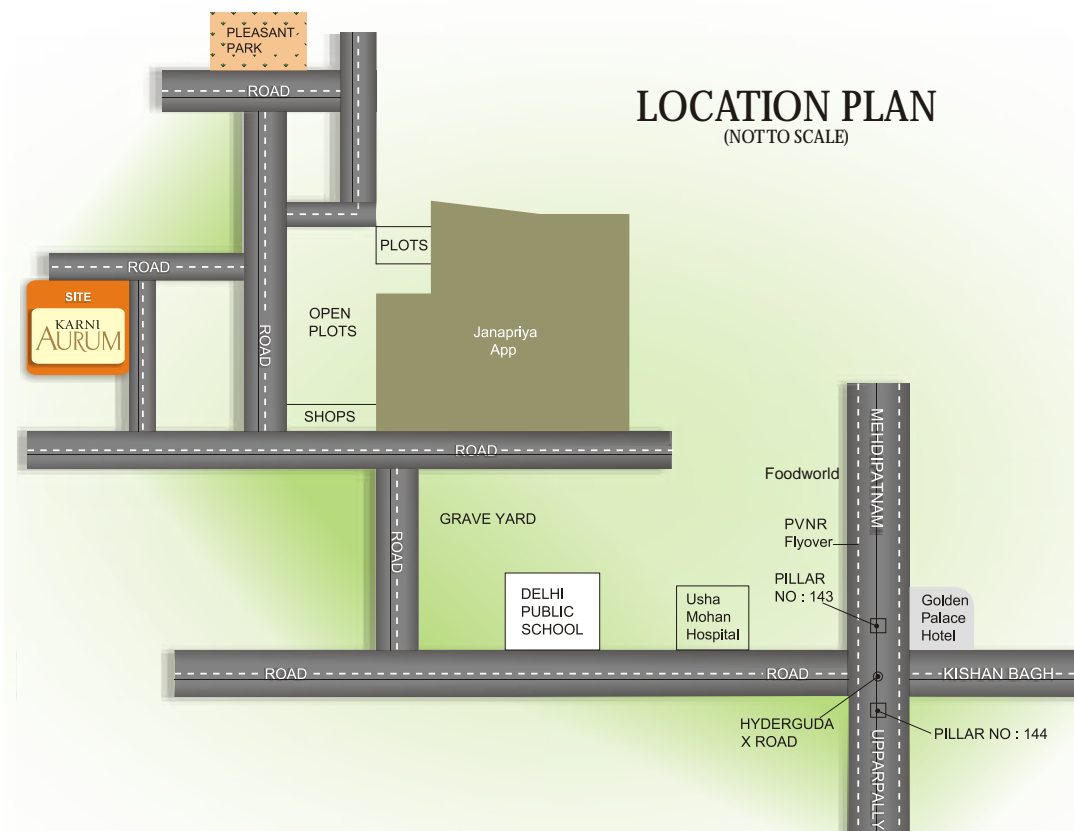 PLEASANT
PARK
ROAD
LOCATION PLAN
(NOT TO SCALE)
PLOTS
ROAD
SITE
KARNI
AURUM
OPEN
PLOTS
ROAD
Janapriya
App
SHOPS
ROAD
MEHDIPATNAM
Foodworld
GRAVE YARD
ROAD
PVNR
Flyover
PILLAR
NO : 143
DELHI
PUBLIC
SCHOOL
Usha
Mohan
Hospital
Golden
Palace
Hotel
ROAD
ROAD
KISHAN BAGH
HYDERGUDA
X ROAD
PILLAR NO : 144
UPPARPALLY